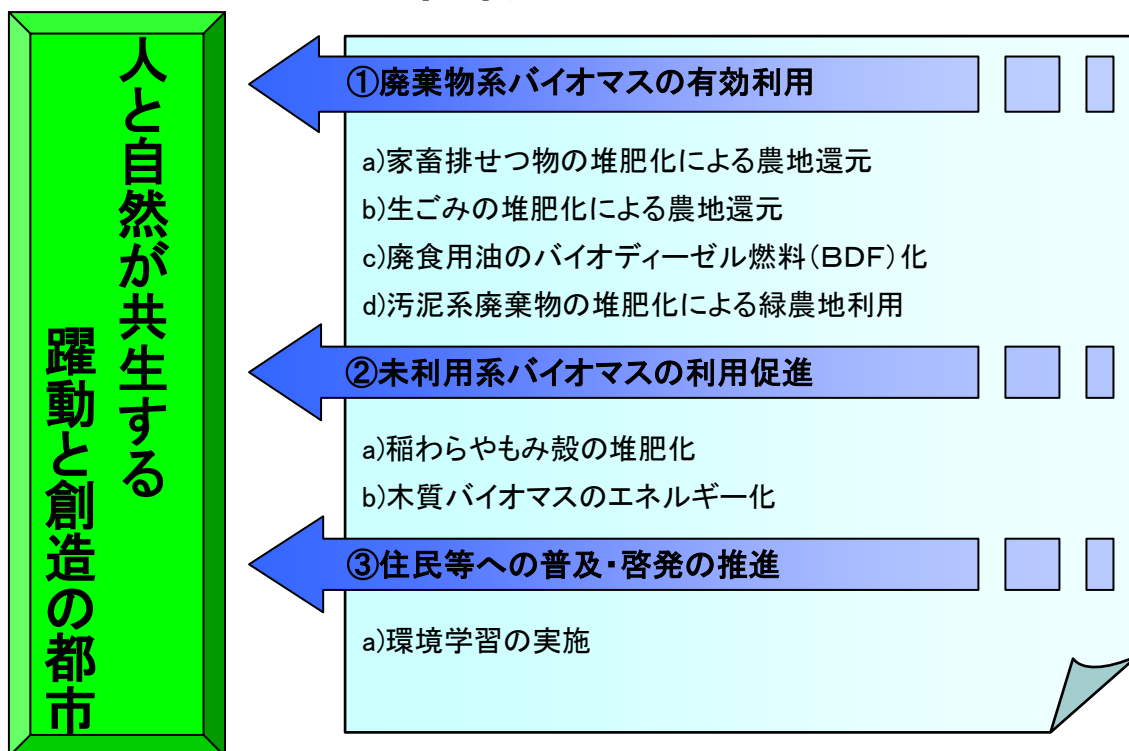 人と自然が共生する
躍動と創造の都市
①廃棄物系バイオマスの有効利用
a)家畜排せつ物の堆肥化による農地還元
b)生ごみの堆肥化による農地還元
c)廃食用油のバイオディーゼル燃料(BDF)化
d)汚泥系廃棄物の堆肥化による緑農地利用
②未利用系バイオマスの利用促進
a)稲わらやもみ殻の堆肥化
b)木質バイオマスのエネルギー化
③住民等への普及・啓発の推進
a)環境学習の実施